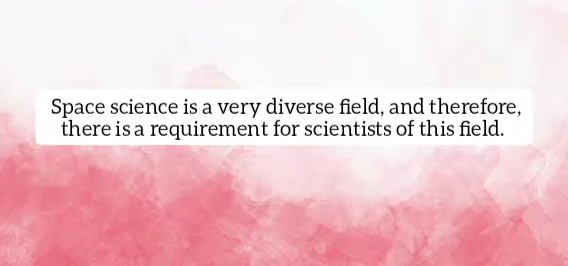 Space science is a very diverse field, and therefore,
there is a requirement for scientists of this field.